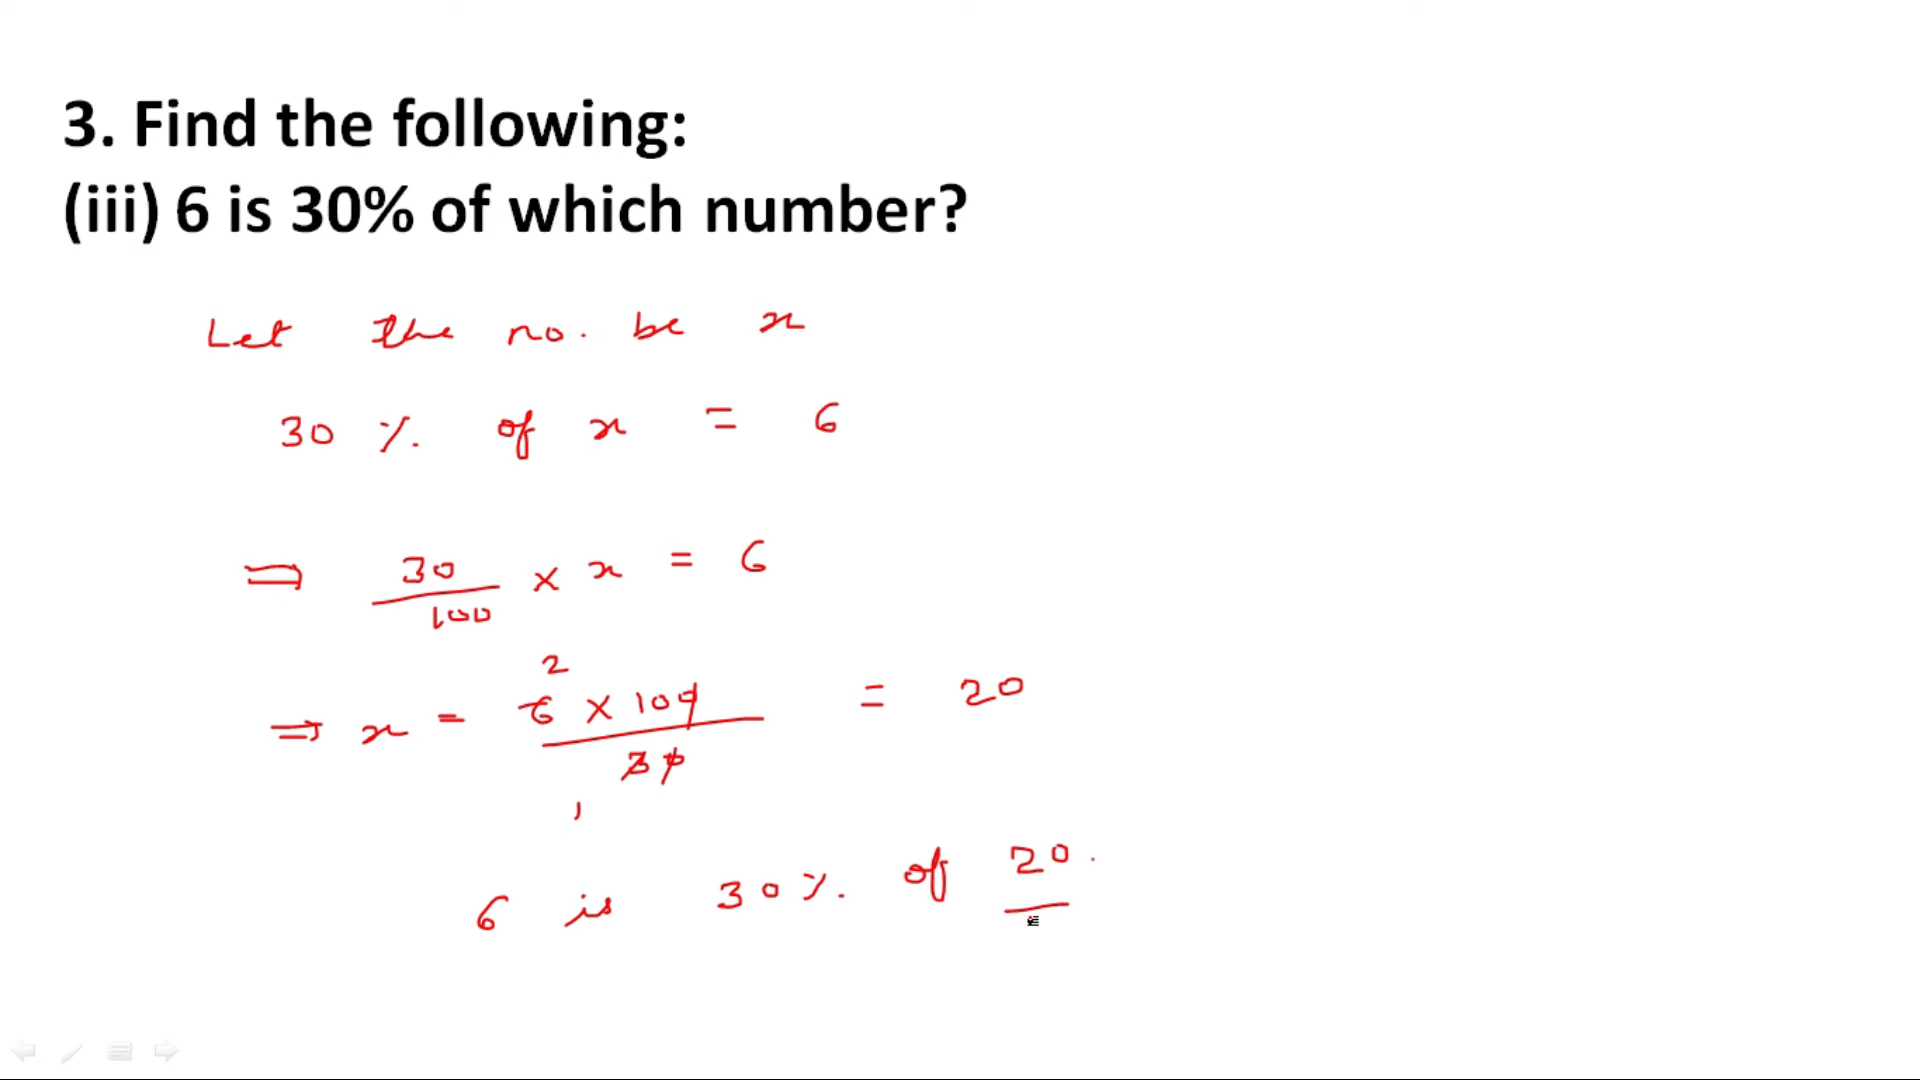 3. Find the following:
(iii) 6 is 30% of which number?
Let the no. be x
30 % of x = 6
⇒ 30/100 × x = 6
2
⇒ x = 6 × 100/30 = 20
1
6 is 30% of 20.